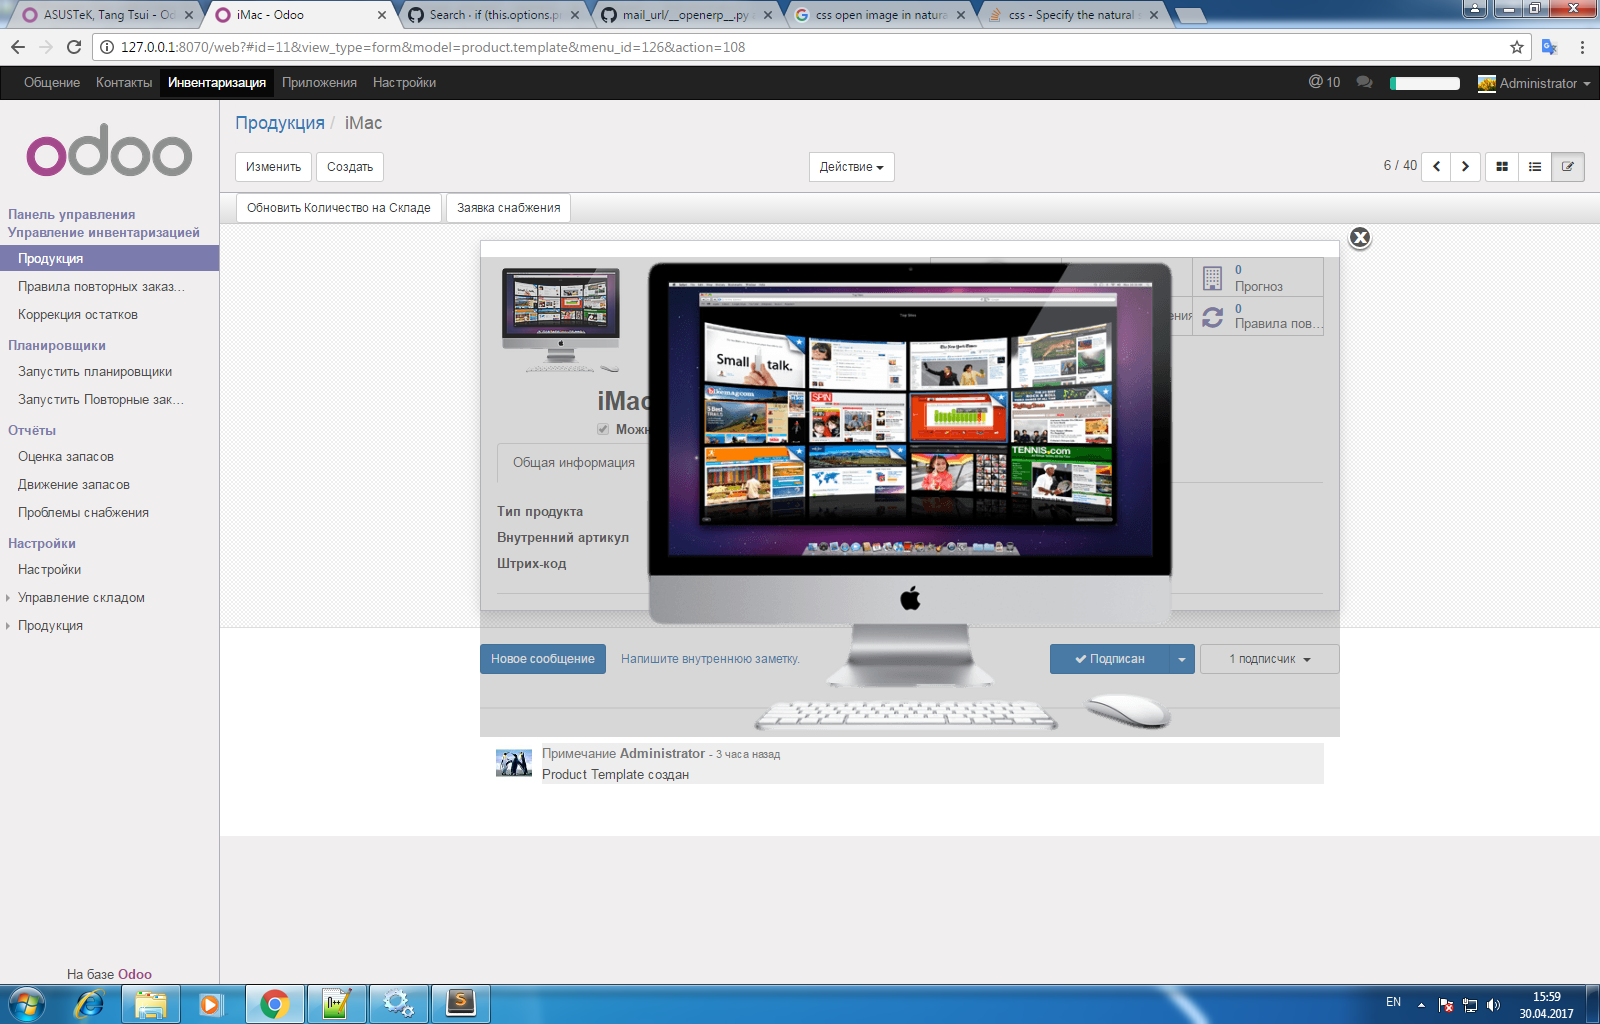 ASUSTeK, Tang Tsui - Od
iMac - Odoo
Search · if (this.options.p
mail_url/__openerp__.py
css open image in natura
css - Specify the natural
127.0.0.1:8070/web?#id=11&view_type=form&model=product.template&menu_id=126&action=108
Общение Контакты Инвентаризация Приложения Настройки
@ 10 Administrator
odoo
Продукция / iMac
Изменить Создать Действие 6 / 40
Обновить Количество на Складе Заявка снабжения
Панель управления
Управление инвентаризацией
Продукция
Правила повторных заказ...
Коррекция остатков
Планировщики
Запустить планировщики
Запустить Повторные зак...
Отчёты
Оценка запасов
Движение запасов
Проблемы снабжения
Настройки
Настройки
Управление складом
Продукция
На базе Odoo
0
Прогноз
0
ения
Правила пов...
iMac
Можн
Общая информация
Тип продукта
Внутренний артикул
Штрих-код
Small talk.
bikemag.com
SPIN
TENNIS.com
Новое сообщение Напишите внутреннюю заметку. Подписан 1 подписчик
Примечание Administrator - 3 часа назад
Product Template создан
N++
S
EN
15:59
30.04.2017